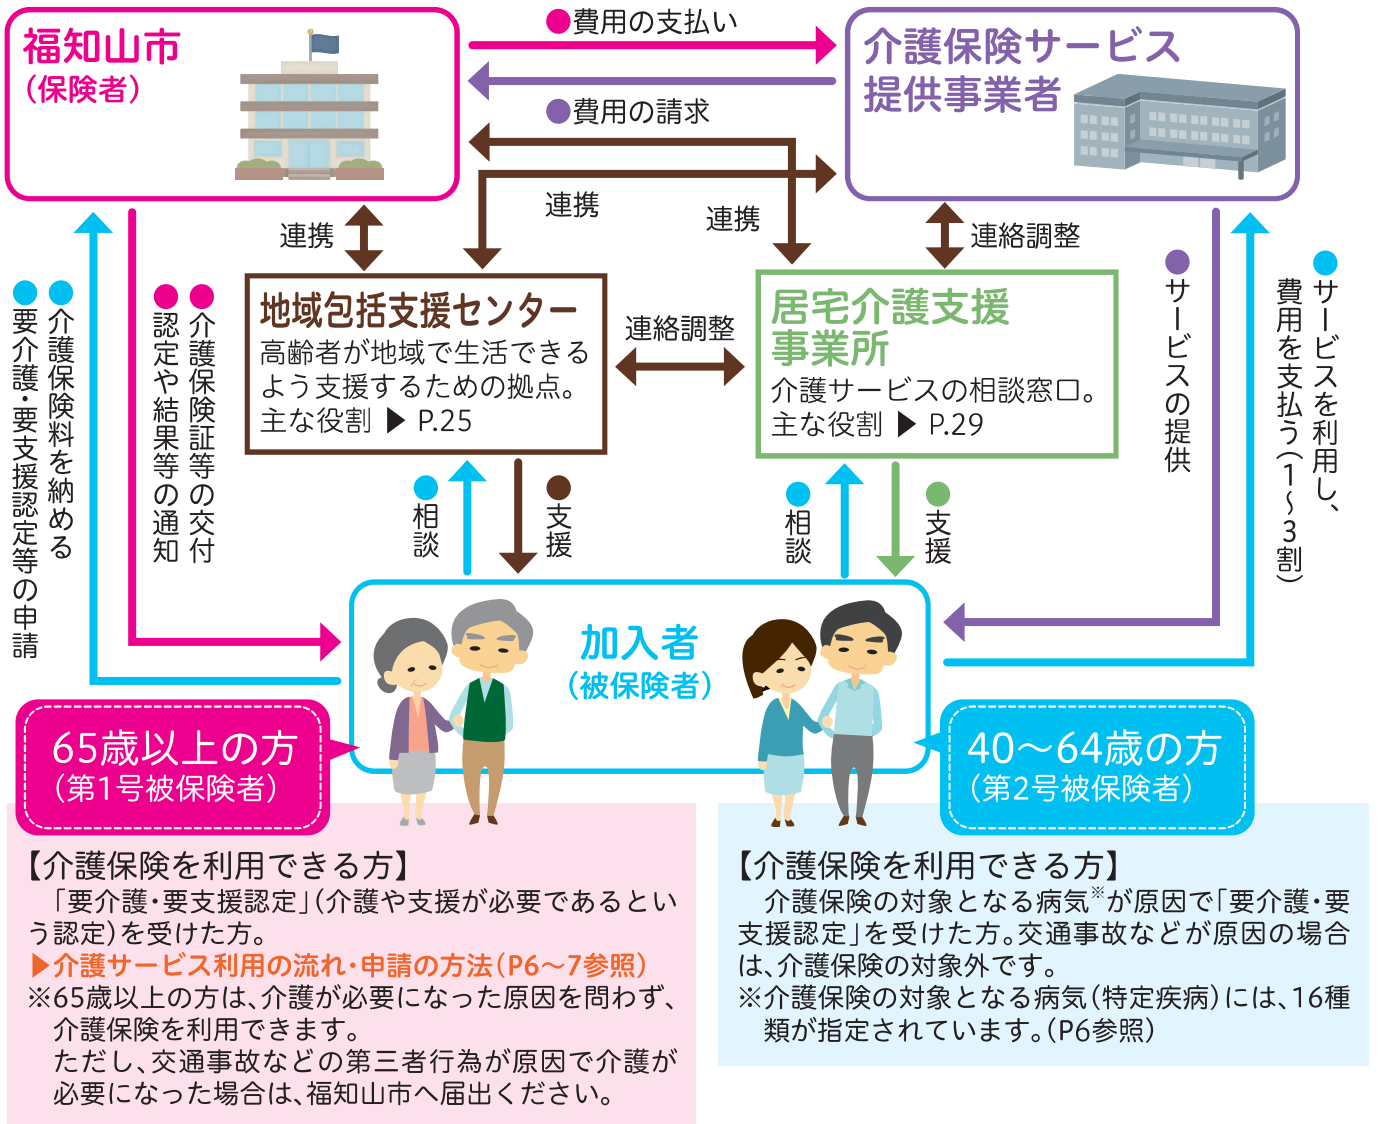 福知山市
（保険者）
●費用の支払い
●費用の請求
介護保険サービス
提供事業者
連携
連携
連携
連絡調整
●介護保険料を納める
●要介護・要支援認定等の申請
●介護保険証等の交付
●認定や結果等の通知
地域包括支援センター
高齢者が地域で生活できる
よう支援するための拠点。
主な役割 ▶ P.25
連絡調整
居宅介護支援
事業所
介護サービスの相談窓口。
主な役割 ▶ P.29
●サービスの提供
●サービスを利用し、
費用を支払う（1～3割）
●相談
●支援
●相談
●支援
加入者
（被保険者）
65歳以上の方
（第1号被保険者）
40～64歳の方
（第2号被保険者）
【介護保険を利用できる方】
「要介護・要支援認定」（介護や支援が必要であるとい
う認定）を受けた方。
▶介護サービス利用の流れ・申請の方法（P6～7参照）
※65歳以上の方は、介護が必要になった原因を問わず、
介護保険を利用できます。
ただし、交通事故などの第三者行為が原因で介護が
必要になった場合は、福知山市へ届出ください。
【介護保険を利用できる方】
介護保険の対象となる病気※が原因で「要介護・要
支援認定」を受けた方。交通事故などが原因の場合
は、介護保険の対象外です。
※介護保険の対象となる病気（特定疾病）には、16種
類が指定されています。（P6参照）